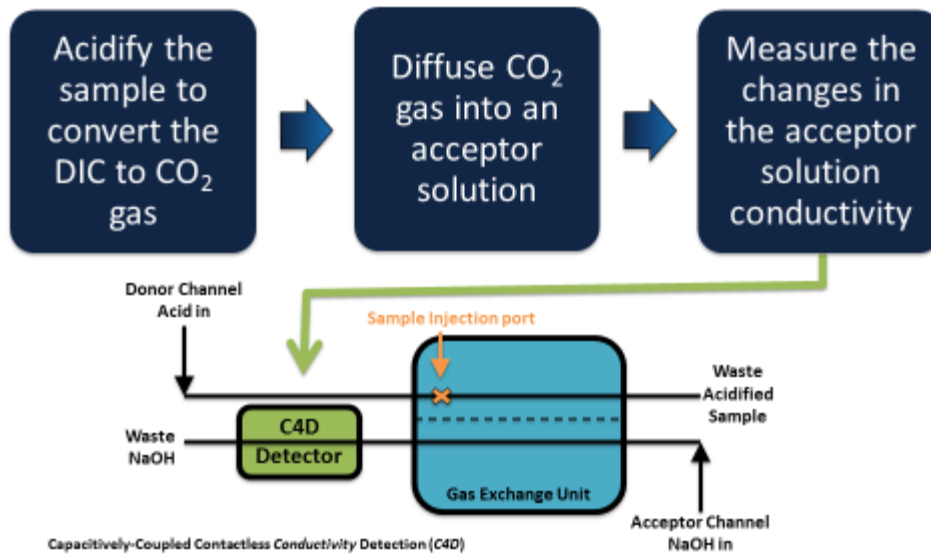 Acidify the
sample to
convert the
DIC to CO₂
gas
Diffuse CO₂
gas into an
acceptor
solution
Measure the
changes in
the acceptor
solution
conductivity
Donor Channel
Acid in
Sample Injection port
Waste
Acidified
Sample
Waste
NaOH
C4D
Detector
Gas Exchange Unit
Acceptor Channel
NaOH in
Capacitively-Coupled Contactless Conductivity Detection (C4D)